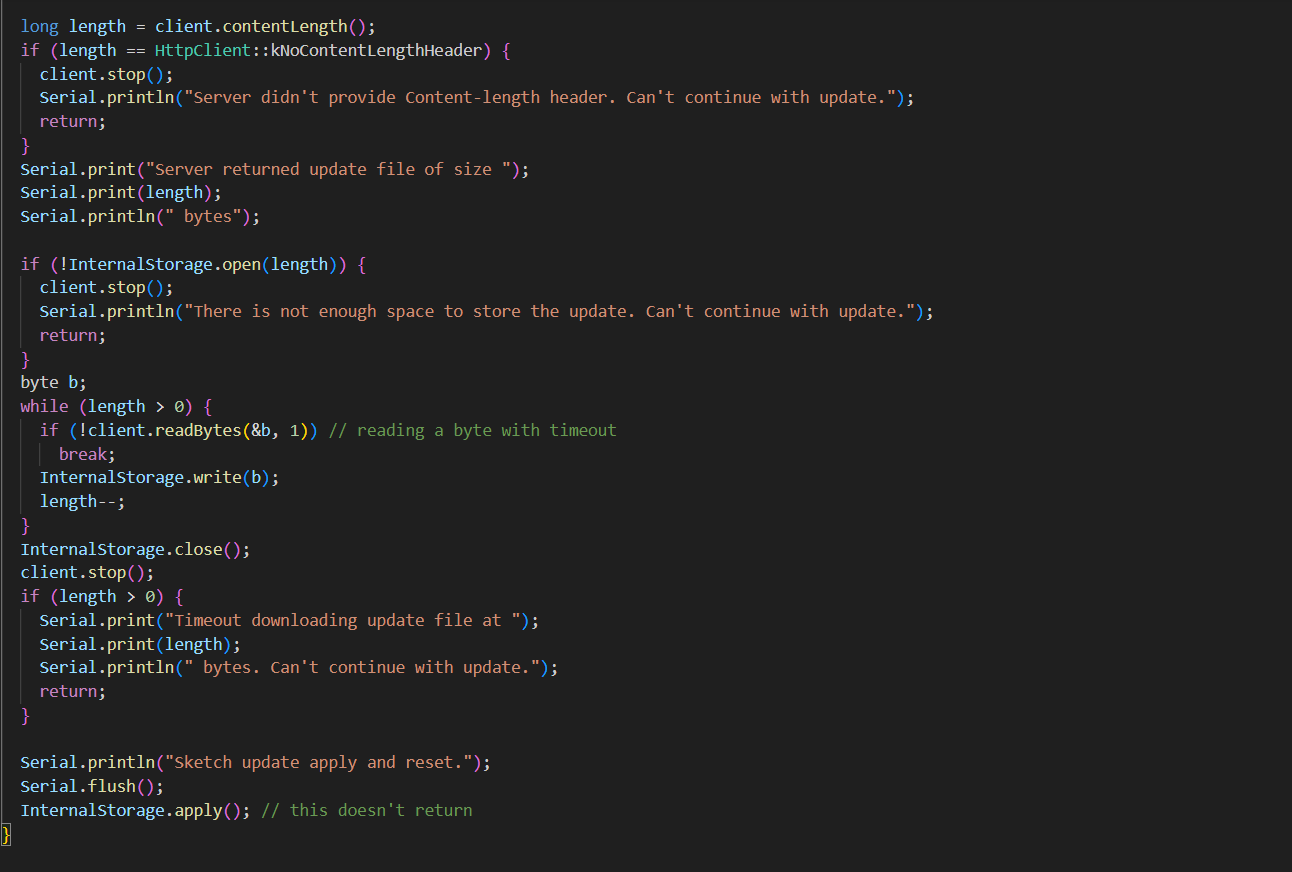 long length = client.contentLength();
if (length == HttpClient::kNoContentLengthHeader) {
  client.stop();
  Serial.println("Server didn't provide Content-length header. Can't continue with update.");
  return;
}
Serial.print("Server returned update file of size ");
Serial.print(length);
Serial.println(" bytes");

if (!InternalStorage.open(length)) {
  client.stop();
  Serial.println("There is not enough space to store the update. Can't continue with update.");
  return;
}
byte b;
while (length > 0) {
  if (!client.readBytes(&b, 1)) // reading a byte with timeout
    break;
  InternalStorage.write(b);
  length--;
}
InternalStorage.close();
client.stop();
if (length > 0) {
  Serial.print("Timeout downloading update file at ");
  Serial.print(length);
  Serial.println(" bytes. Can't continue with update.");
  return;
}

Serial.println("Sketch update apply and reset.");
Serial.flush();
InternalStorage.apply(); // this doesn't return
}